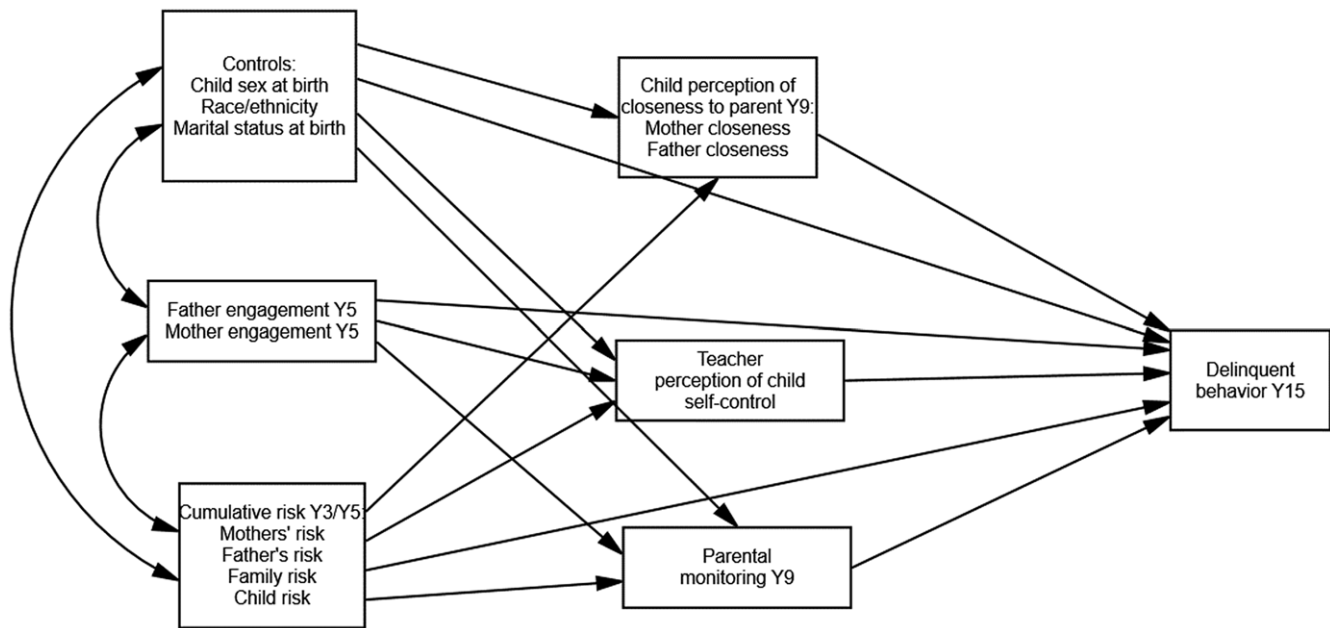 Controls:
Child sex at birth
Race/ethnicity
Marital status at birth
Child perception of
closeness to parent Y9:
Mother closeness
Father closeness
Father engagement Y5
Mother engagement Y5
Teacher
perception of child
self-control
Delinquent
behavior Y15
Cumulative risk Y3/Y5:
Mothers' risk
Father's risk
Family risk
Child risk
Parental
monitoring Y9